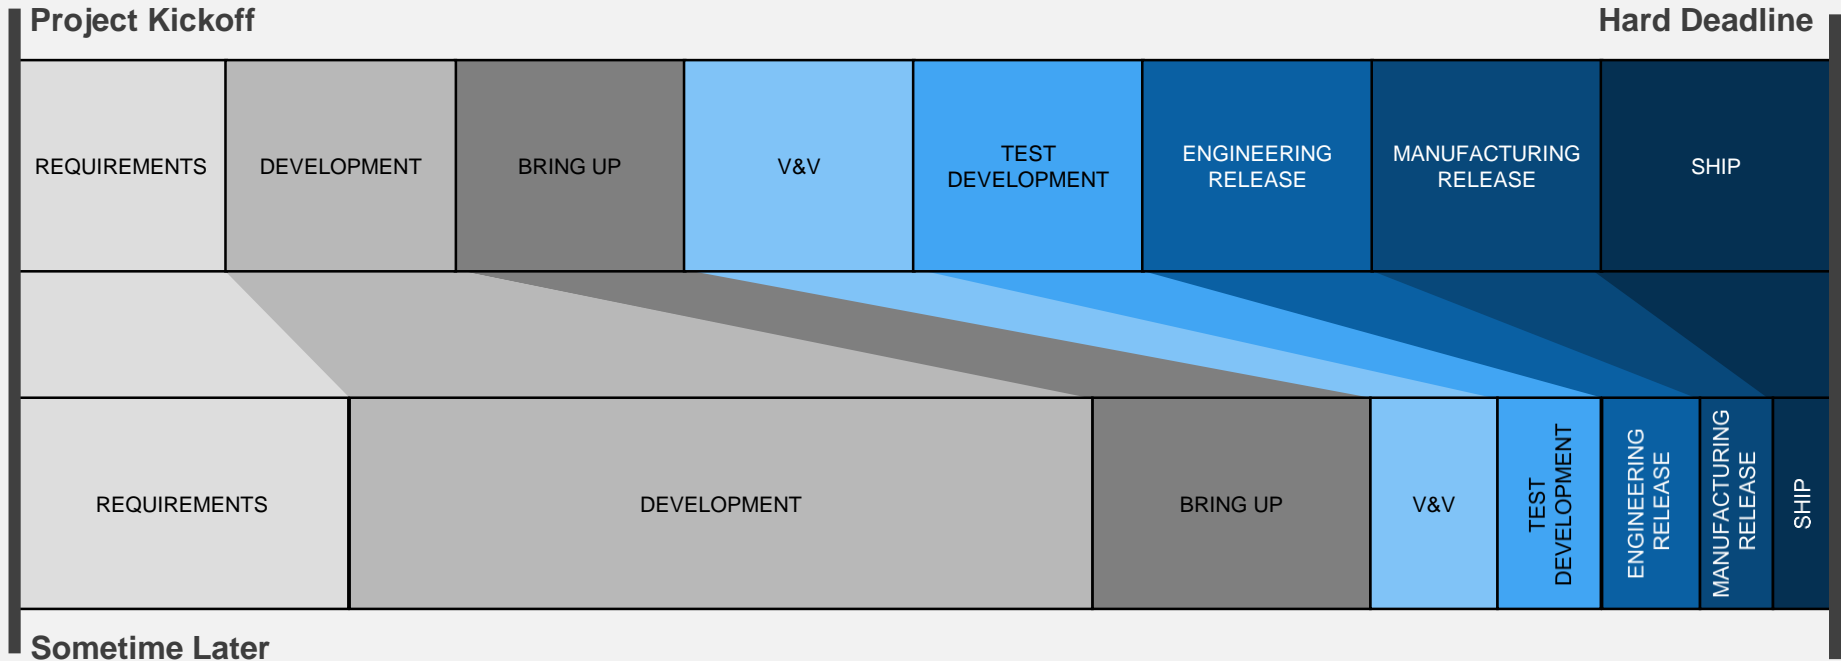 Project Kickoff
Hard Deadline
REQUIREMENTS
DEVELOPMENT
BRING UP
V&V
TEST
DEVELOPMENT
ENGINEERING
RELEASE
MANUFACTURING
RELEASE
SHIP
REQUIREMENTS
DEVELOPMENT
BRING UP
V&V
TEST
DEVELOPMENT
ENGINEERING
RELEASE
MANUFACTURING
RELEASE
SHIP
Sometime Later